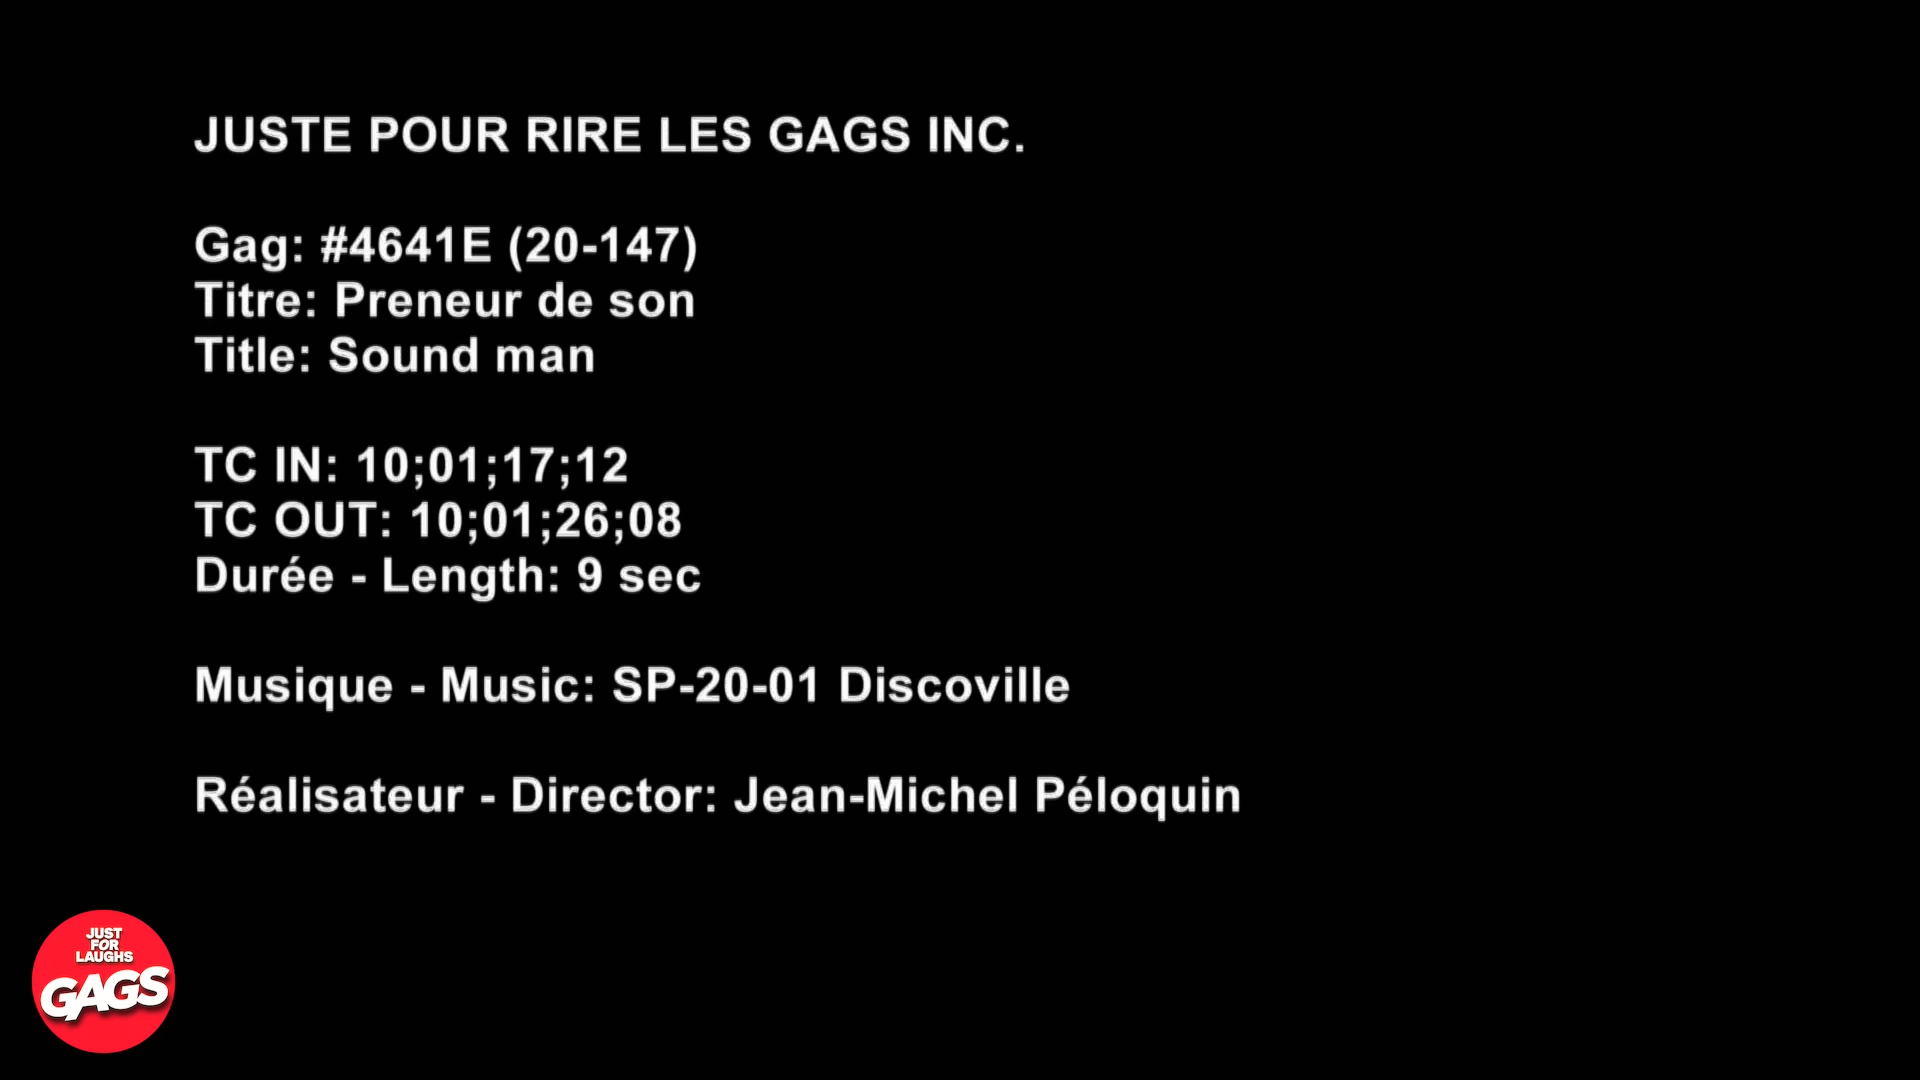 JUSTE POUR RIRE LES GAGS INC.
Gag: #4641E (20-147)
Titre: Preneur de son
Title: Sound man
TC IN: 10;01;17;12
TC OUT: 10;01;26;08
Durée - Length: 9 sec
Musique - Music: SP-20-01 Discoville
Réalisateur - Director: Jean-Michel Péloquin
JUST
FOR
LAUGHS
GAGS